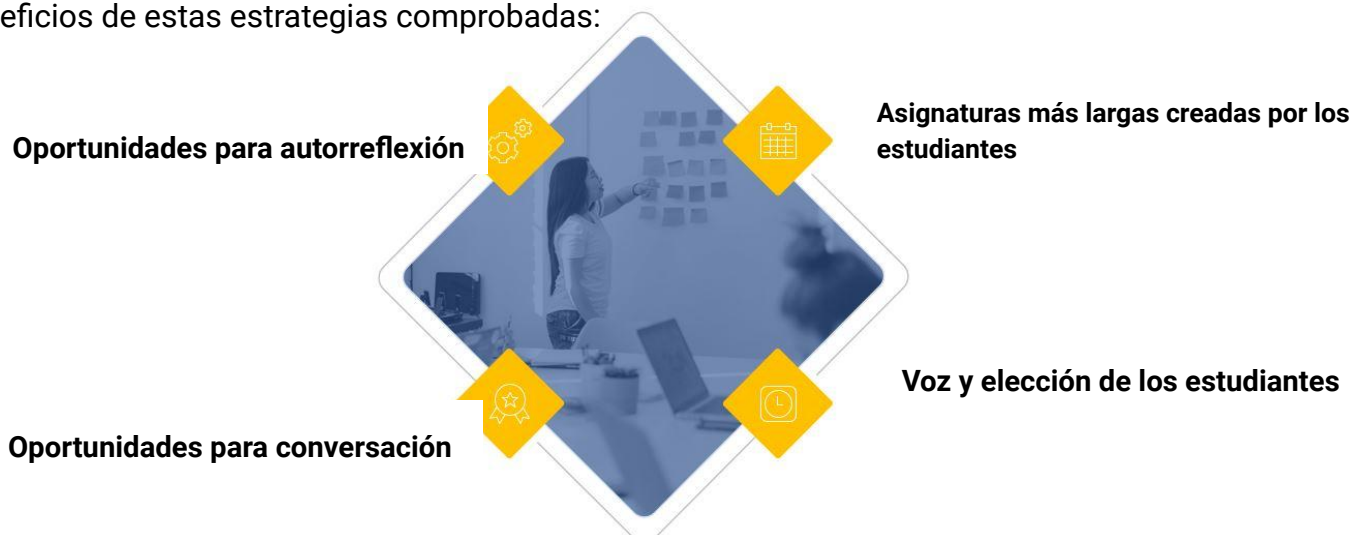 eficios de estas estrategias comprobadas:
Oportunidades para autorreflexión
Asignaturas más largas creadas por los
estudiantes
Oportunidades para conversación
Voz y elección de los estudiantes